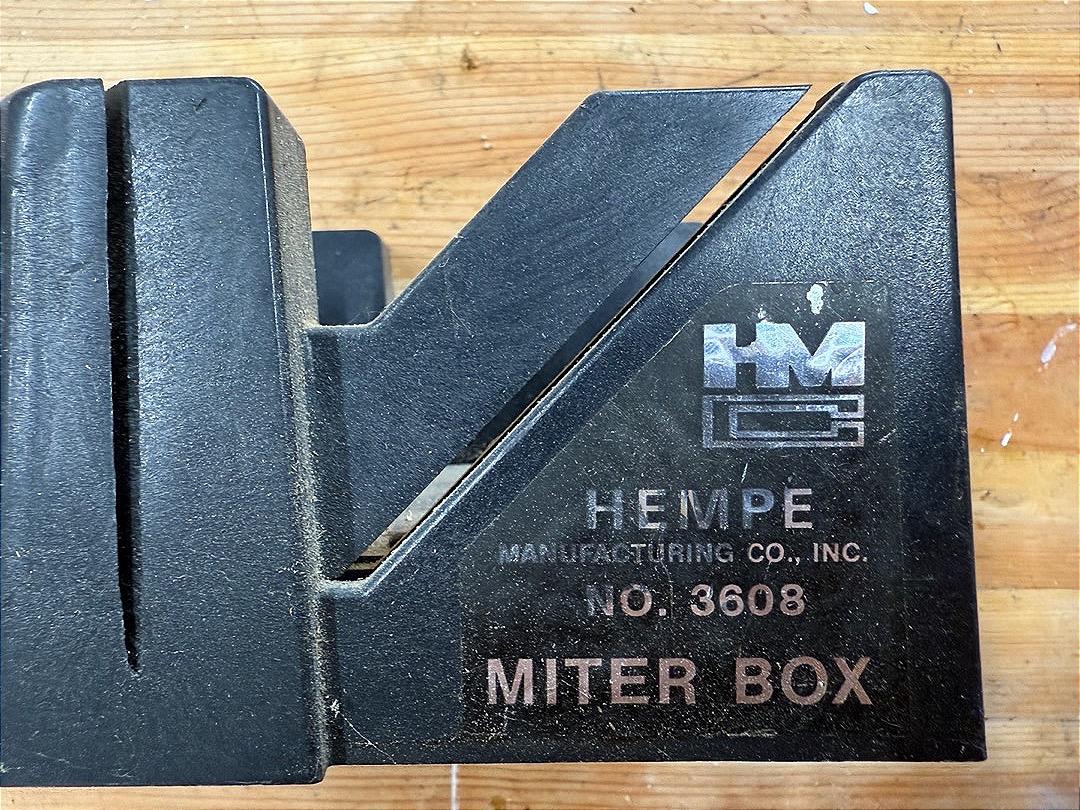 HM
HEMPE
MANUFACTURING CO., INC.
NO. 3608
MITER BOX